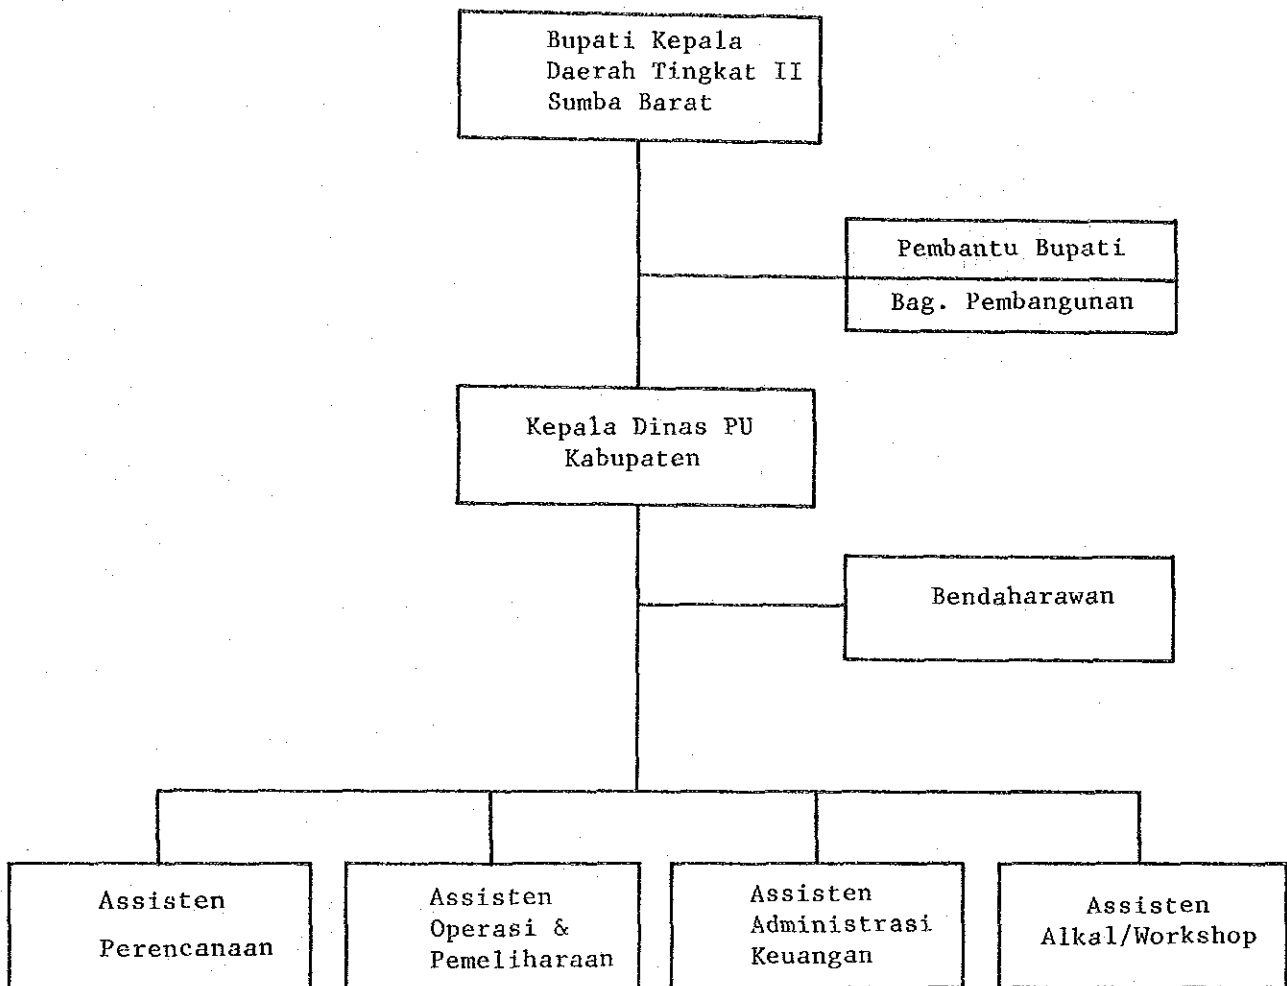 Bupati Kepala
Daerah Tingkat II
Sumba Barat
Pembantu Bupati
Bag. Pembangunan
Kepala Dinas PU
Kabupaten
Bendaharawan
Assisten
Perencanaan
Assisten
Operasi &
Pemeliharaan
Assisten
Administrasi
Keuangan
Assisten
Alkal/Workshop